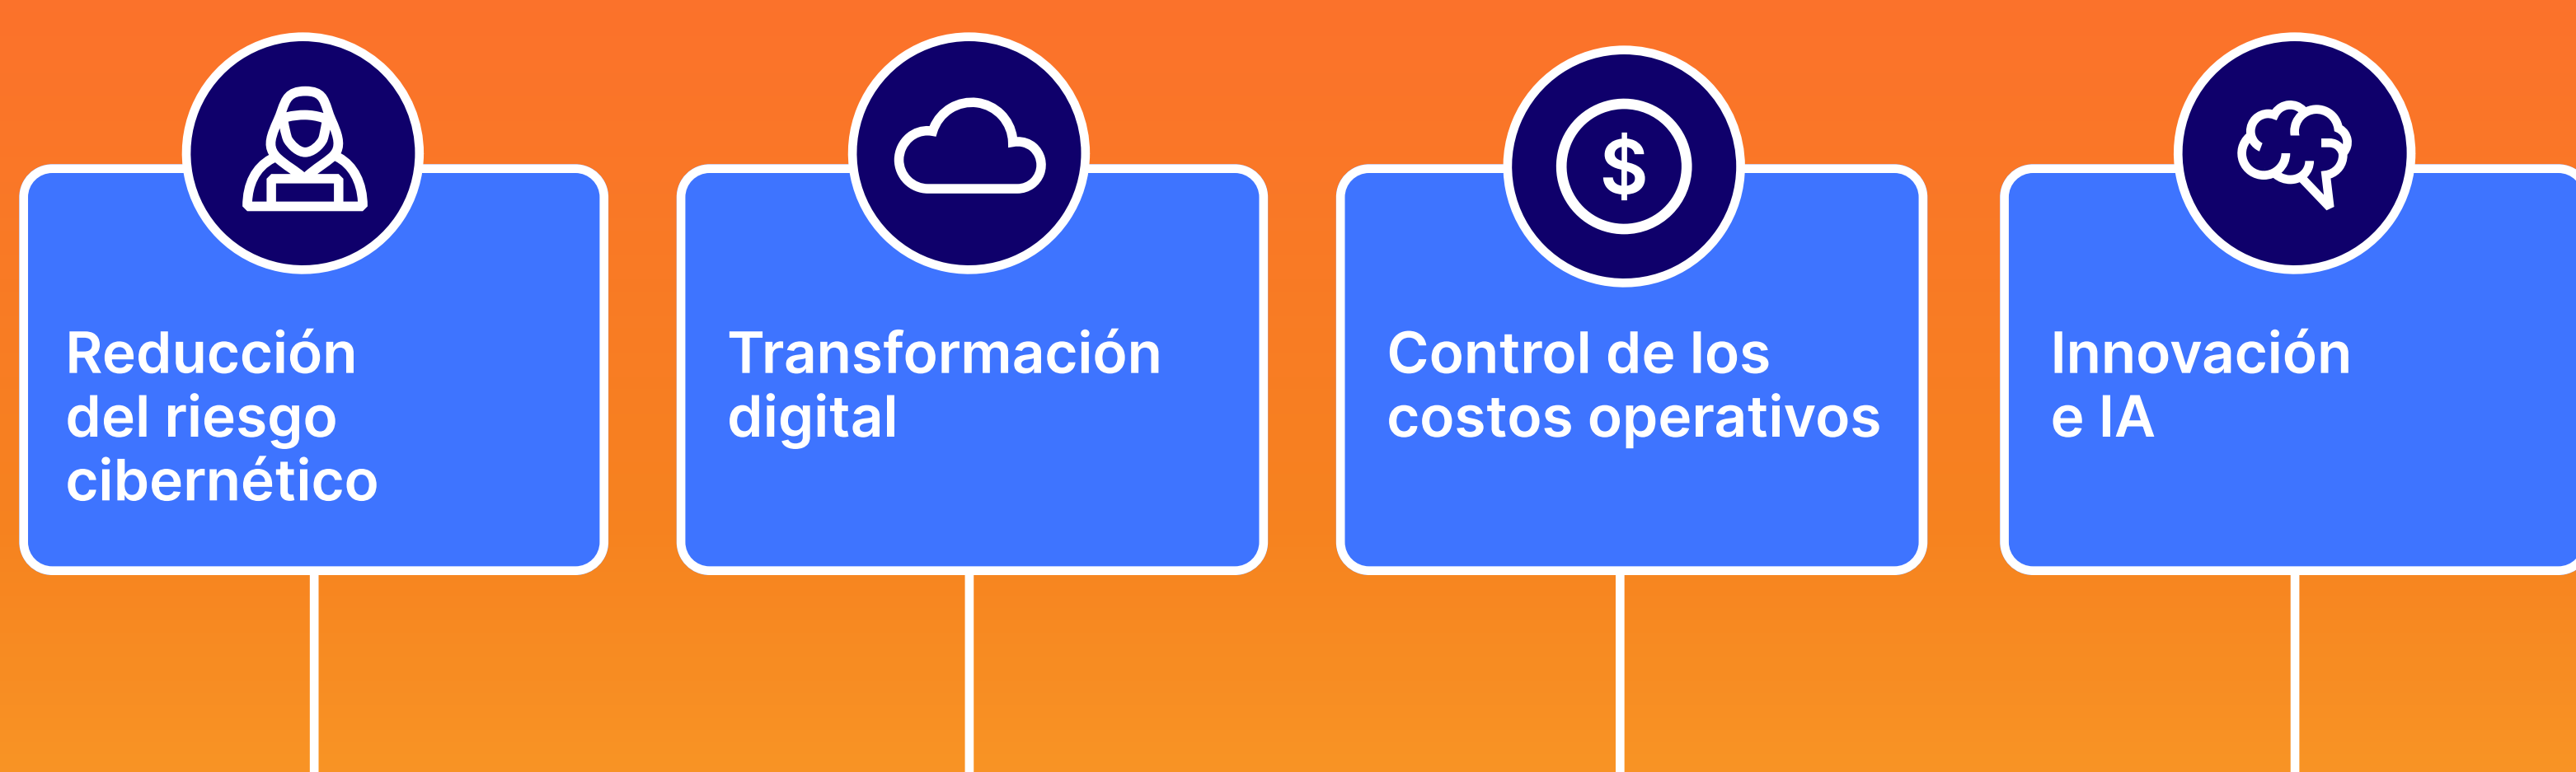 Reducción
del riesgo
cibernético
Transformación
digital
$
Control de los
costos operativos
Innovación
e IA